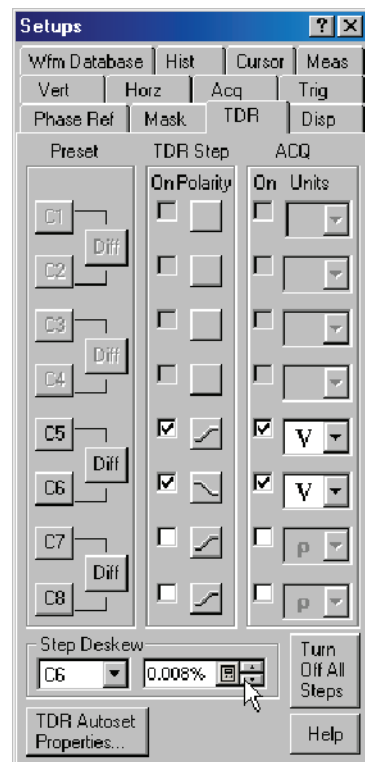 Setups
Wfm Database Hist Cursor Meas
Vert Horz Acq Trig
Phase Ref Mask TDR Disp
Preset TDR Step ACQ
On Polarity On Units
C1
Diff
C2
C3
Diff
C4
C5 V
Diff
C6 V
C7 ρ
Diff
C8 ρ
Step Deskew
C6 0.008%
Turn
Off All
Steps
TDR Autoset
Properties...
Help